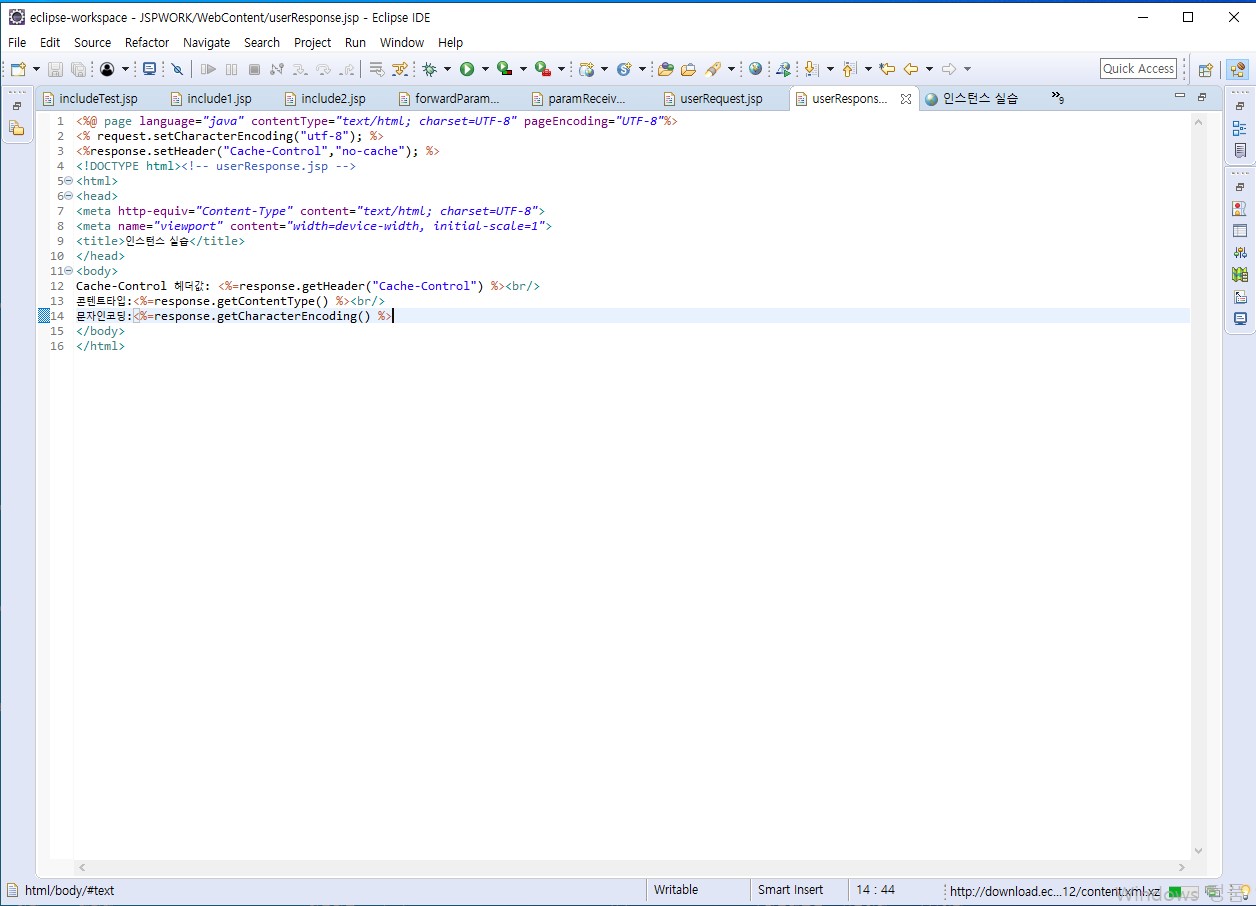 eclipse-workspace - JSPWORK/WebContent/userResponse.jsp - Eclipse IDE
File Edit Source Refactor Navigate Search Project Run Window Help
Quick Access
includeTest.jsp include1.jsp include2.jsp forwardParam... paramReceiv... userRequest.jsp userRespons... 인스턴스 실습 »9
1 <%@ page language="java" contentType="text/html; charset=UTF-8" pageEncoding="UTF-8"%>
2 <% request.setCharacterEncoding("utf-8"); %>
3 <%response.setHeader("Cache-Control","no-cache"); %>
4 <!DOCTYPE html><!-- userResponse.jsp -->
5 <html>
6 <head>
7 <meta http-equiv="Content-Type" content="text/html; charset=UTF-8">
8 <meta name="viewport" content="width=device-width, initial-scale=1">
9 <title>인스턴스 실습</title>
10 </head>
11 <body>
12 Cache-Control 헤더값: <%=response.getHeader("Cache-Control") %><br/>
13 콘텐트타입:<%=response.getContentType() %><br/>
14 문자인코딩:<%=response.getCharacterEncoding() %>
15 </body>
16 </html>
html/body/#text Writable Smart Insert 14 : 44 http://download.ec...12/content.xml.xz
Windows 정품